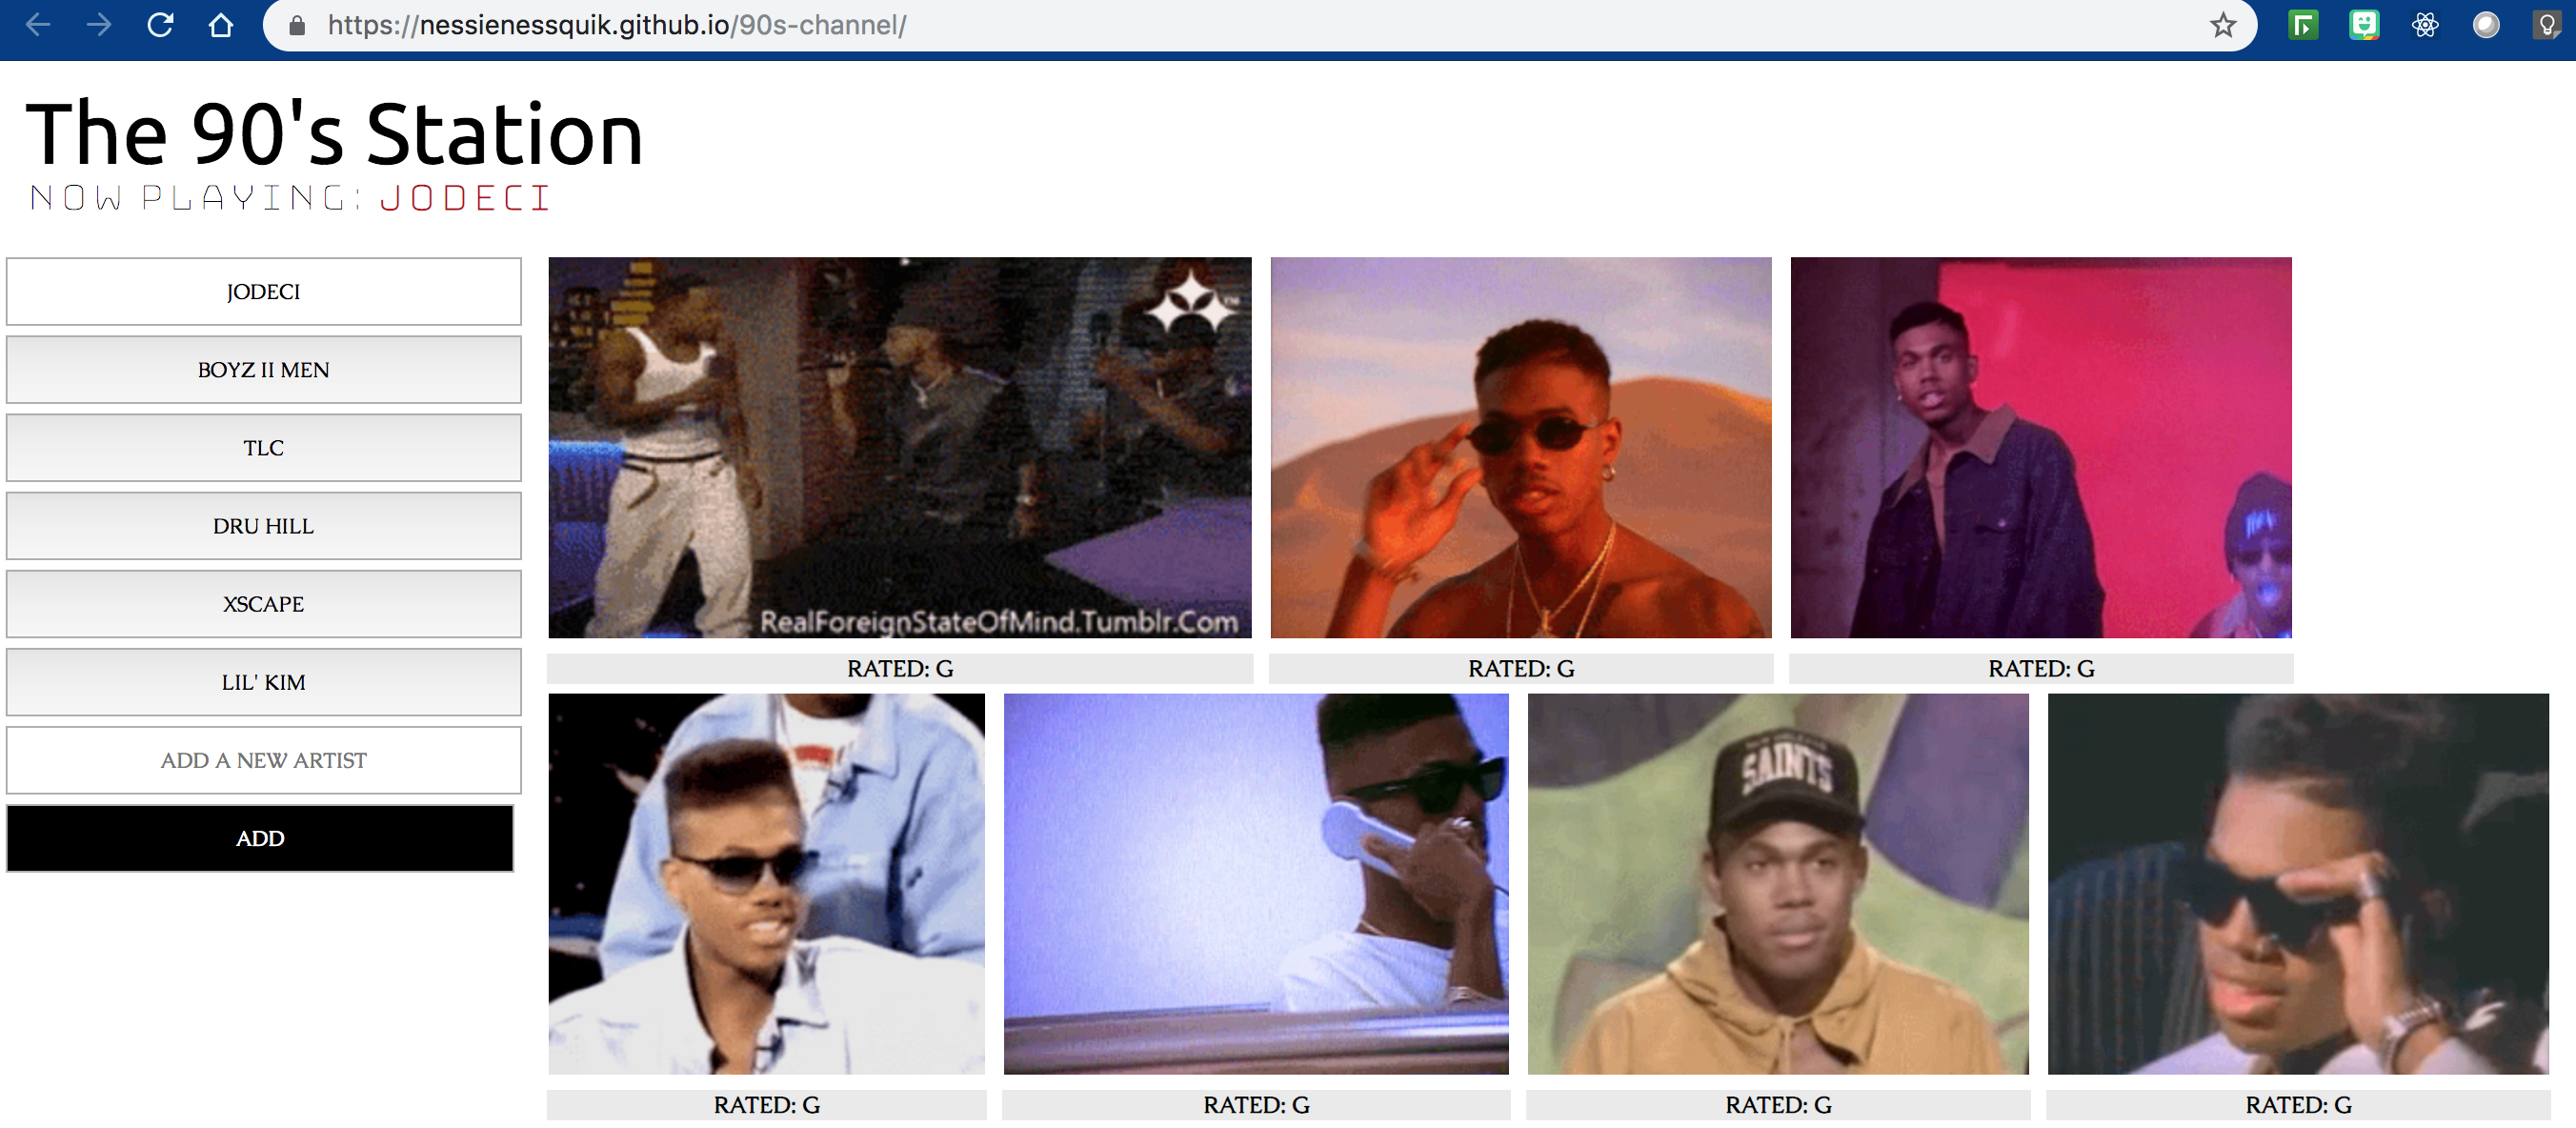 https://nessienessquik.github.io/90s-channel/
The 90's Station
NOW PLAYING: JODECI
JODECI
BOYZ II MEN
TLC
DRU HILL
XSCAPE
LIL' KIM
ADD A NEW ARTIST
ADD
TM
RealForeignStateOfMind.Tumblr.Com
RATED: G
RATED: G
RATED: G
SAINTS
RATED: G
RATED: G
RATED: G
RATED: G